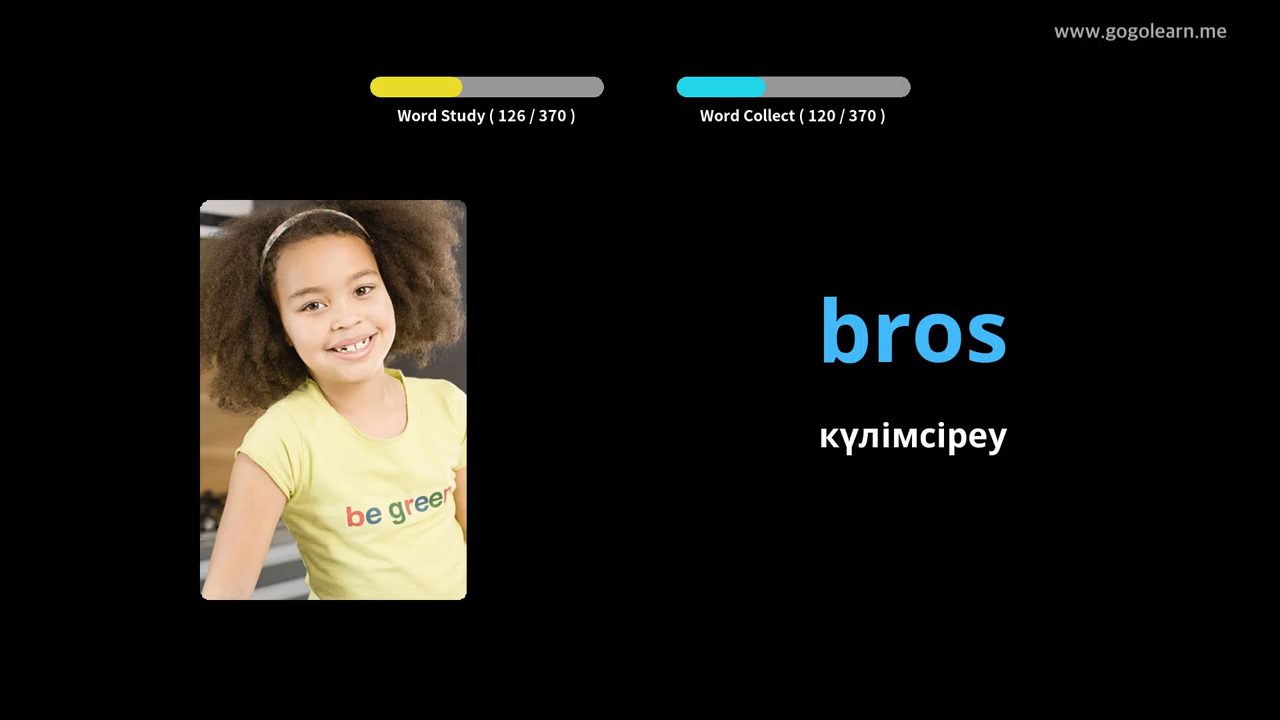 www.gogolearn.me
Word Study ( 126 / 370 )
Word Collect ( 120 / 370 )
bros
күлімсіреу
be green